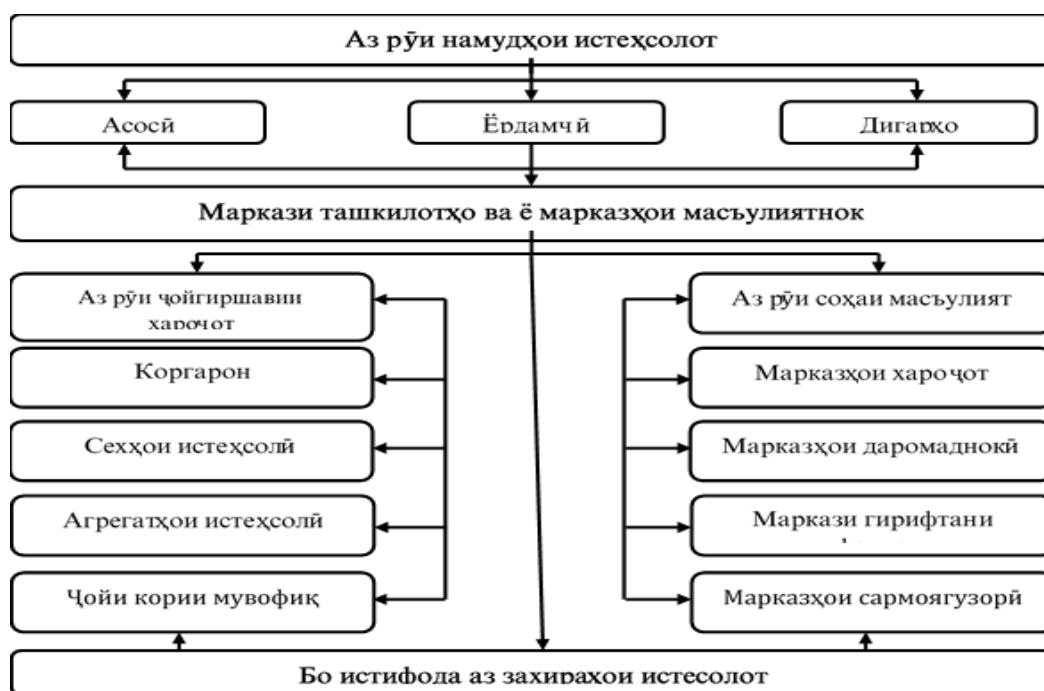 Аз рӯи намудҳои истеҳсолот
Асосӣ
Ёрдамчӣ
Дигарҳо
Маркази ташкилотҳо ва ё марказҳои масъулиятнок
Аз рӯи ҷойгиршавии
хароҷот
Коргарон
Сехҳои истеҳсолӣ
Агрегатҳои истеҳсолӣ
Ҷойи кории мувофиқ
Аз рӯи соҳаи масъулият
Марказҳои хароҷот
Марказҳои даромаднокӣ
Маркази гирифтани
Марказҳои сармоягузорӣ
Бо истифода аз захираҳои истесолот